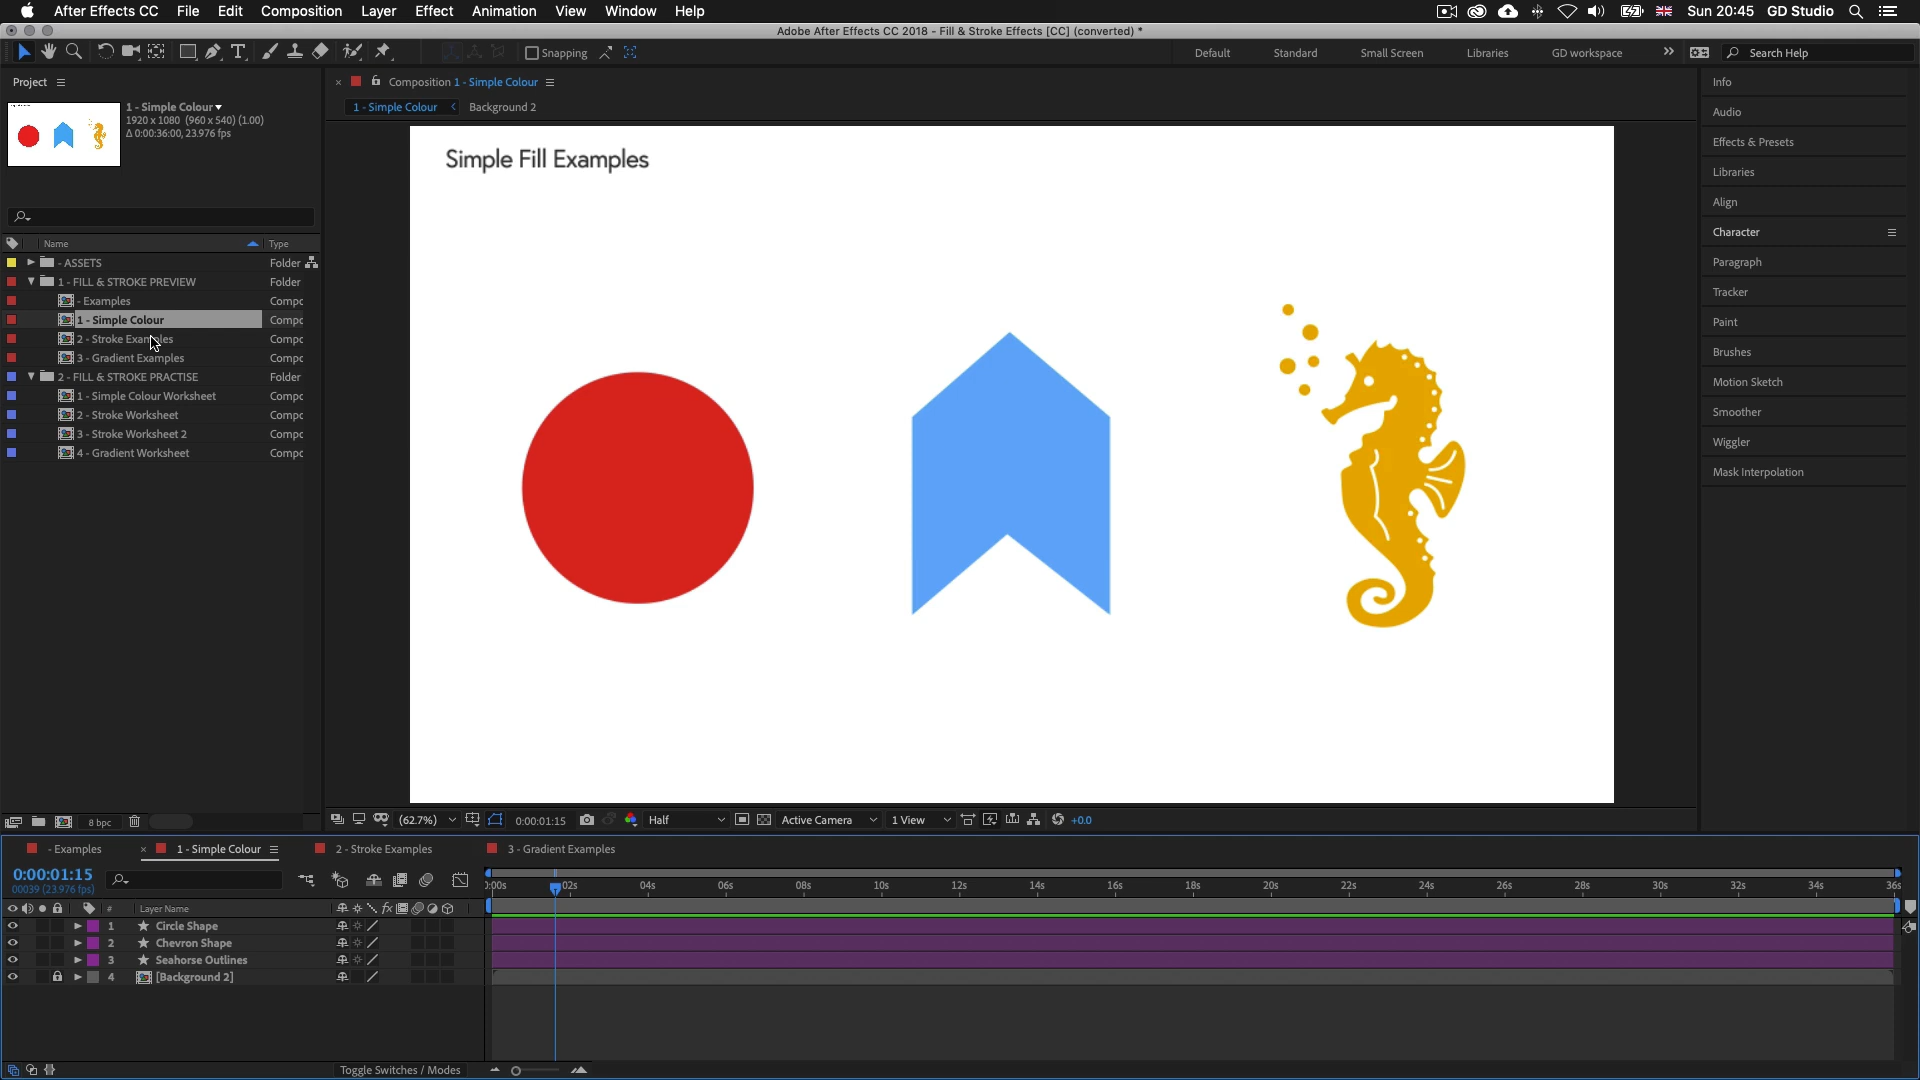 After Effects CC File Edit Composition Layer Effect Animation View Window Help Sun 20:45 GD Studio
Adobe After Effects CC 2018 - Fill & Stroke Effects [CC] (converted) *
Snapping Default Standard Small Screen Libraries GD workspace Search Help
Project
Composition 1 - Simple Colour
1 - Simple Colour
1920 x 1080 (960 x 540) (1.00)
Δ 0:00:36:00, 23.976 fps
1 - Simple Colour Background 2
Simple Fill Examples
Name Type
- ASSETS Folder
1 - FILL & STROKE PREVIEW Folder
- Examples Compc
1 - Simple Colour Compc
2 - Stroke Examples Compc
3 - Gradient Examples Compc
2 - FILL & STROKE PRACTISE Folder
1 - Simple Colour Worksheet Compc
2 - Stroke Worksheet Compc
3 - Stroke Worksheet 2 Compc
4 - Gradient Worksheet Compc
8 bpc
Info
Audio
Effects & Presets
Libraries
Align
Character
Paragraph
Tracker
Paint
Brushes
Motion Sketch
Smoother
Wiggler
Mask Interpolation
(62.7%) 0:00:01:15 Half Active Camera 1 View +0.0
- Examples 1 - Simple Colour 2 - Stroke Examples 3 - Gradient Examples
0:00:01:15
00039 (23.976 fps)
0:00s 02s 04s 06s 08s 10s 12s 14s 16s 18s 20s 22s 24s 26s 28s 30s 32s 34s 36s
# Layer Name fx
1 Circle Shape
2 Chevron Shape
3 Seahorse Outlines
4 [Background 2]
Toggle Switches / Modes